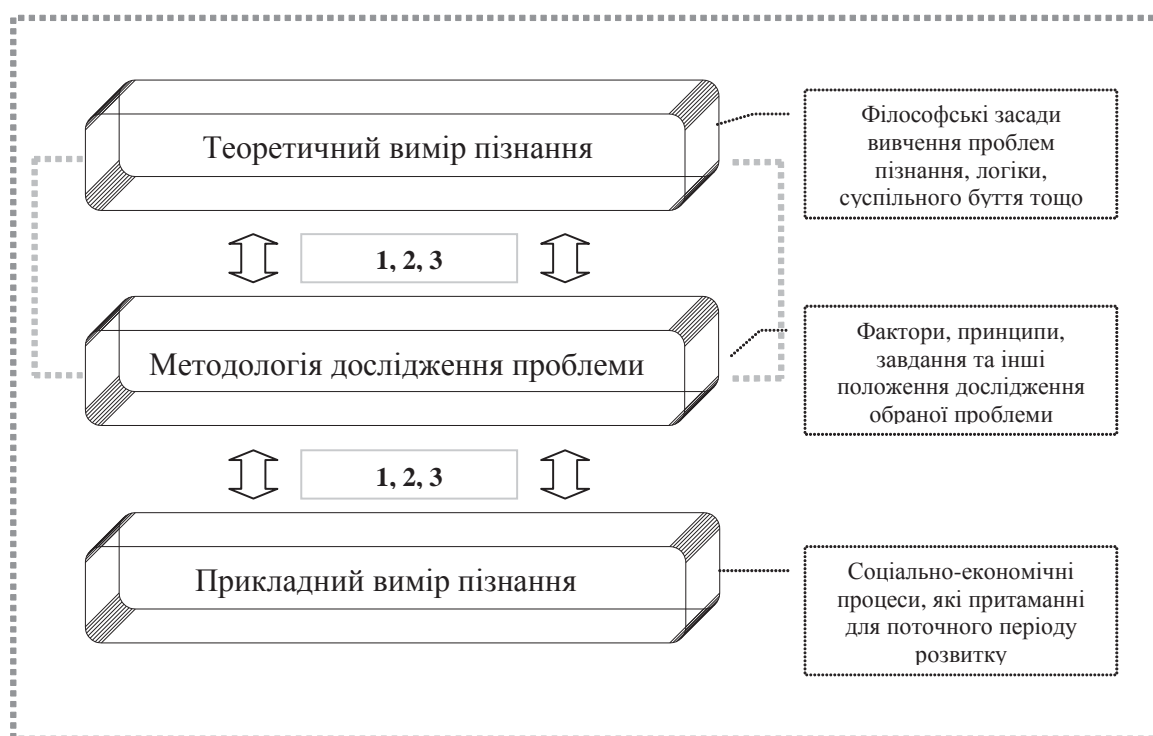 Теоретичний вимір пізнання
Філософські засади
вивчення проблем
пізнання, логіки,
суспільного буття тощо
1, 2, 3
Методологія дослідження проблеми
Фактори, принципи,
завдання та інші
положення дослідження
обраної проблеми
1, 2, 3
Прикладний вимір пізнання
Соціально-економічні
процеси, які притаманні
для поточного періоду
розвитку